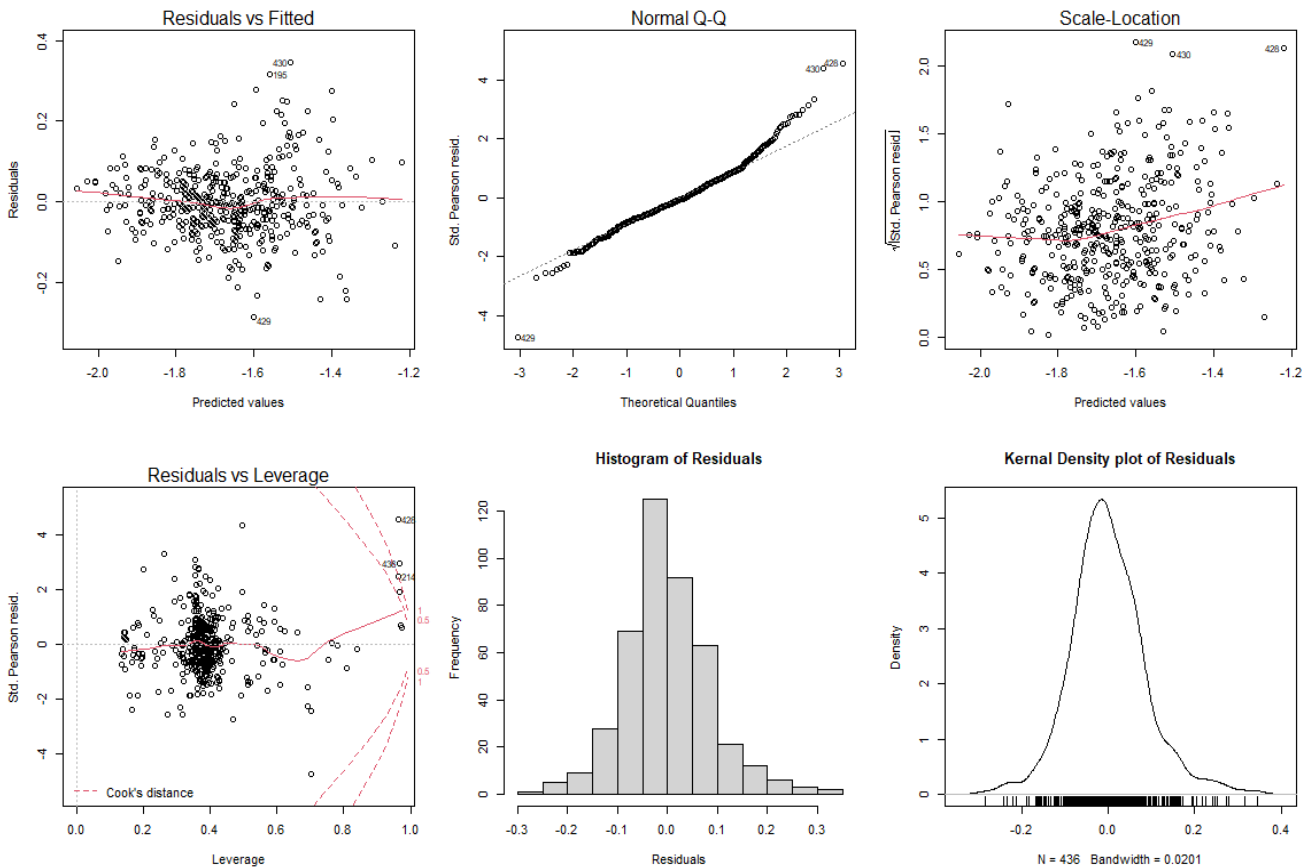 Residuals vs Fitted
Residuals
0.4
0.2
0.0
-0.2
430
195
429
-2.0 -1.8 -1.6 -1.4 -1.2
Predicted values
Normal Q-Q
Std. Pearson resid.
4
2
0
-2
-4
430 428
429
-3 -2 -1 0 1 2 3
Theoretical Quantiles
Scale-Location
√|Std. Pearson resid|
2.0
1.5
1.0
0.5
0.0
429
430
428
-2.0 -1.8 -1.6 -1.4 -1.2
Predicted values
Residuals vs Leverage
Std. Pearson resid.
4
2
0
-2
-4
428
436
214
1
0.5
0.5
1
Cook's distance
0.0 0.2 0.4 0.6 0.8 1.0
Leverage
Histogram of Residuals
Frequency
120
100
80
60
40
20
0
-0.3 -0.2 -0.1 0.0 0.1 0.2 0.3
Residuals
Kernal Density plot of Residuals
Density
5
4
3
2
1
0
-0.2 0.0 0.2 0.4
N = 436 Bandwidth = 0.0201